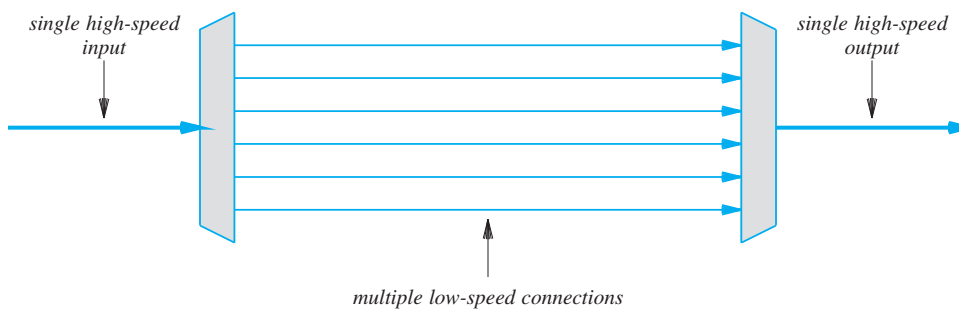 single high-speed
input
single high-speed
output
multiple low-speed connections